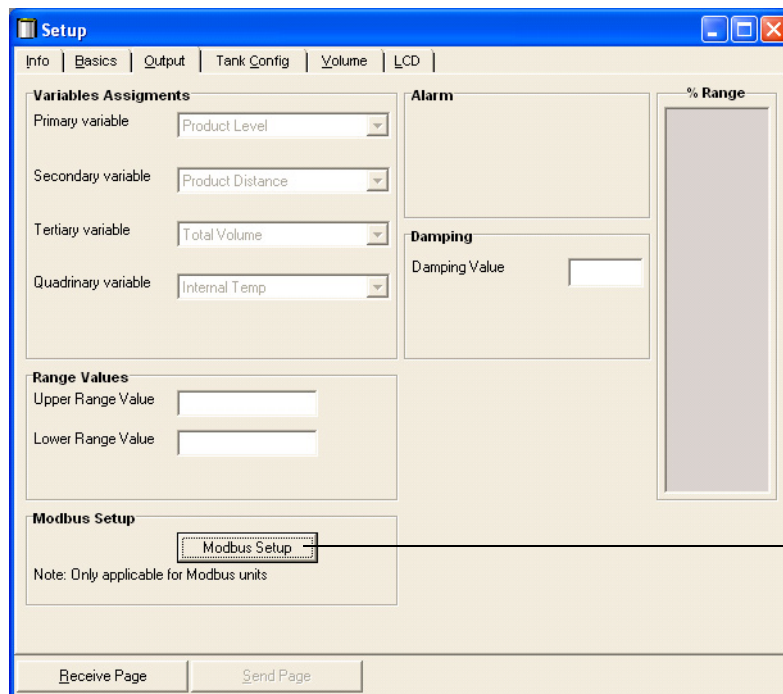 Setup
Info Basics Output Tank Config Volume LCD
Variables Assigments
Primary variable Product Level
Secondary variable Product Distance
Tertiary variable Total Volume
Quadrinary variable Internal Temp
Alarm
Damping
Damping Value
% Range
Range Values
Upper Range Value
Lower Range Value
Modbus Setup
Modbus Setup
Note: Only applicable for Modbus units
Receive Page Send Page